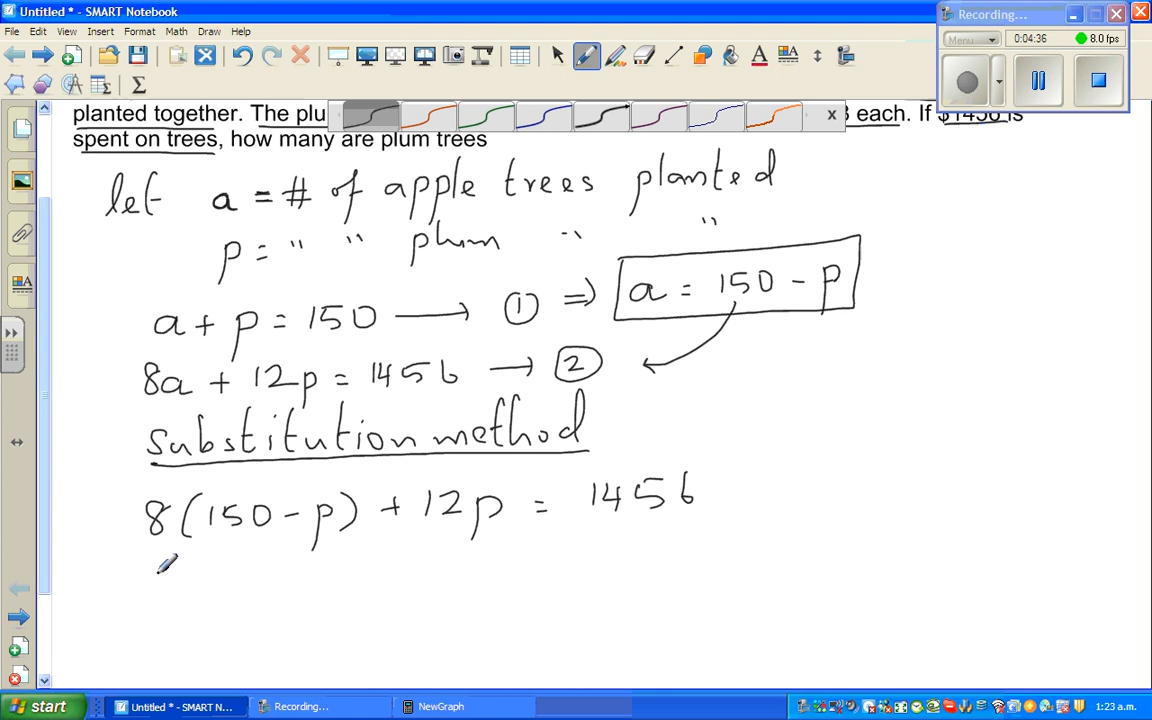 Untitled * - SMART Notebook
Recording...
File Edit View Insert Format Math Draw Help
Menu 0:04:36 8.0 fps
planted together. The plu 3 each. If $1456 is
x
spent on trees, how many are plum trees
let a = # of apple trees planted
p = " " plum " "
a + p = 150 → ① ⇒ a = 150 - p
8a + 12p = 1456 → ②
Substitution method
8(150 - p) + 12p = 1456
start Untitled * - SMART N... Recording... NewGraph 1:23 a.m.